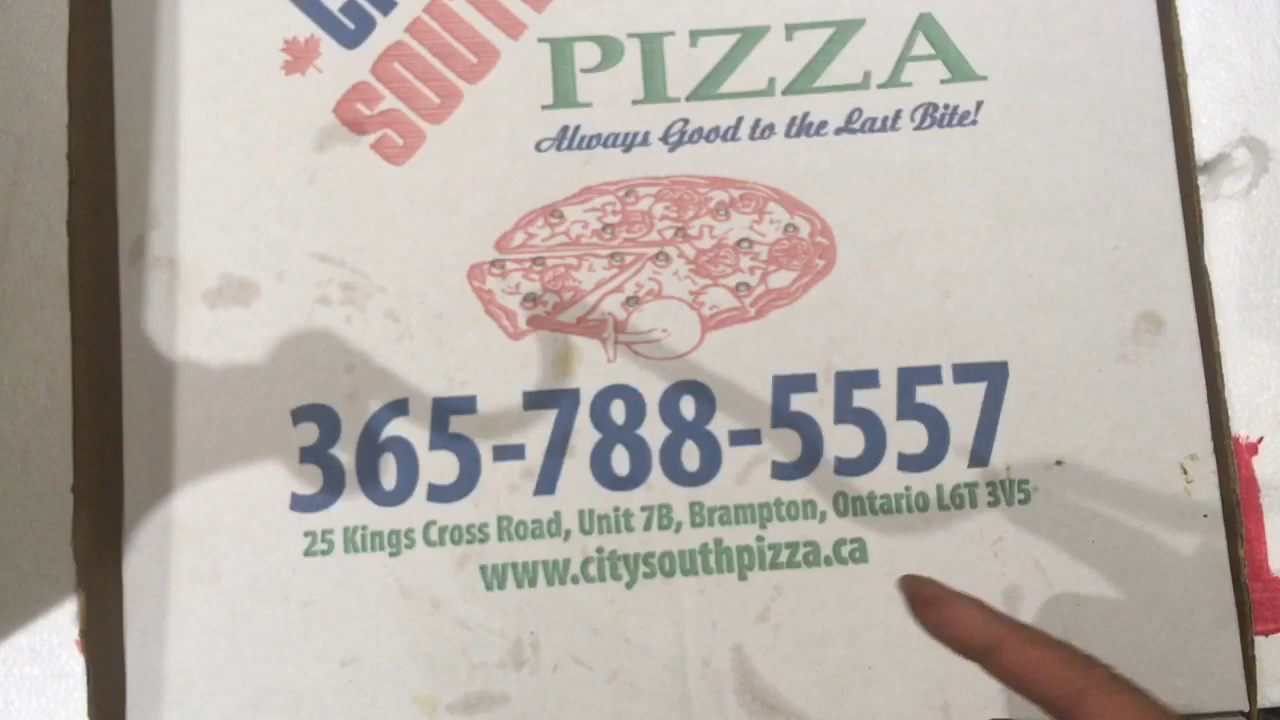 SOUTH
PIZZA
Always Good to the Last Bite!
365-788-5557
25 Kings Cross Road, Unit 7B, Brampton, Ontario L6T 3V5
www.citysouthpizza.ca